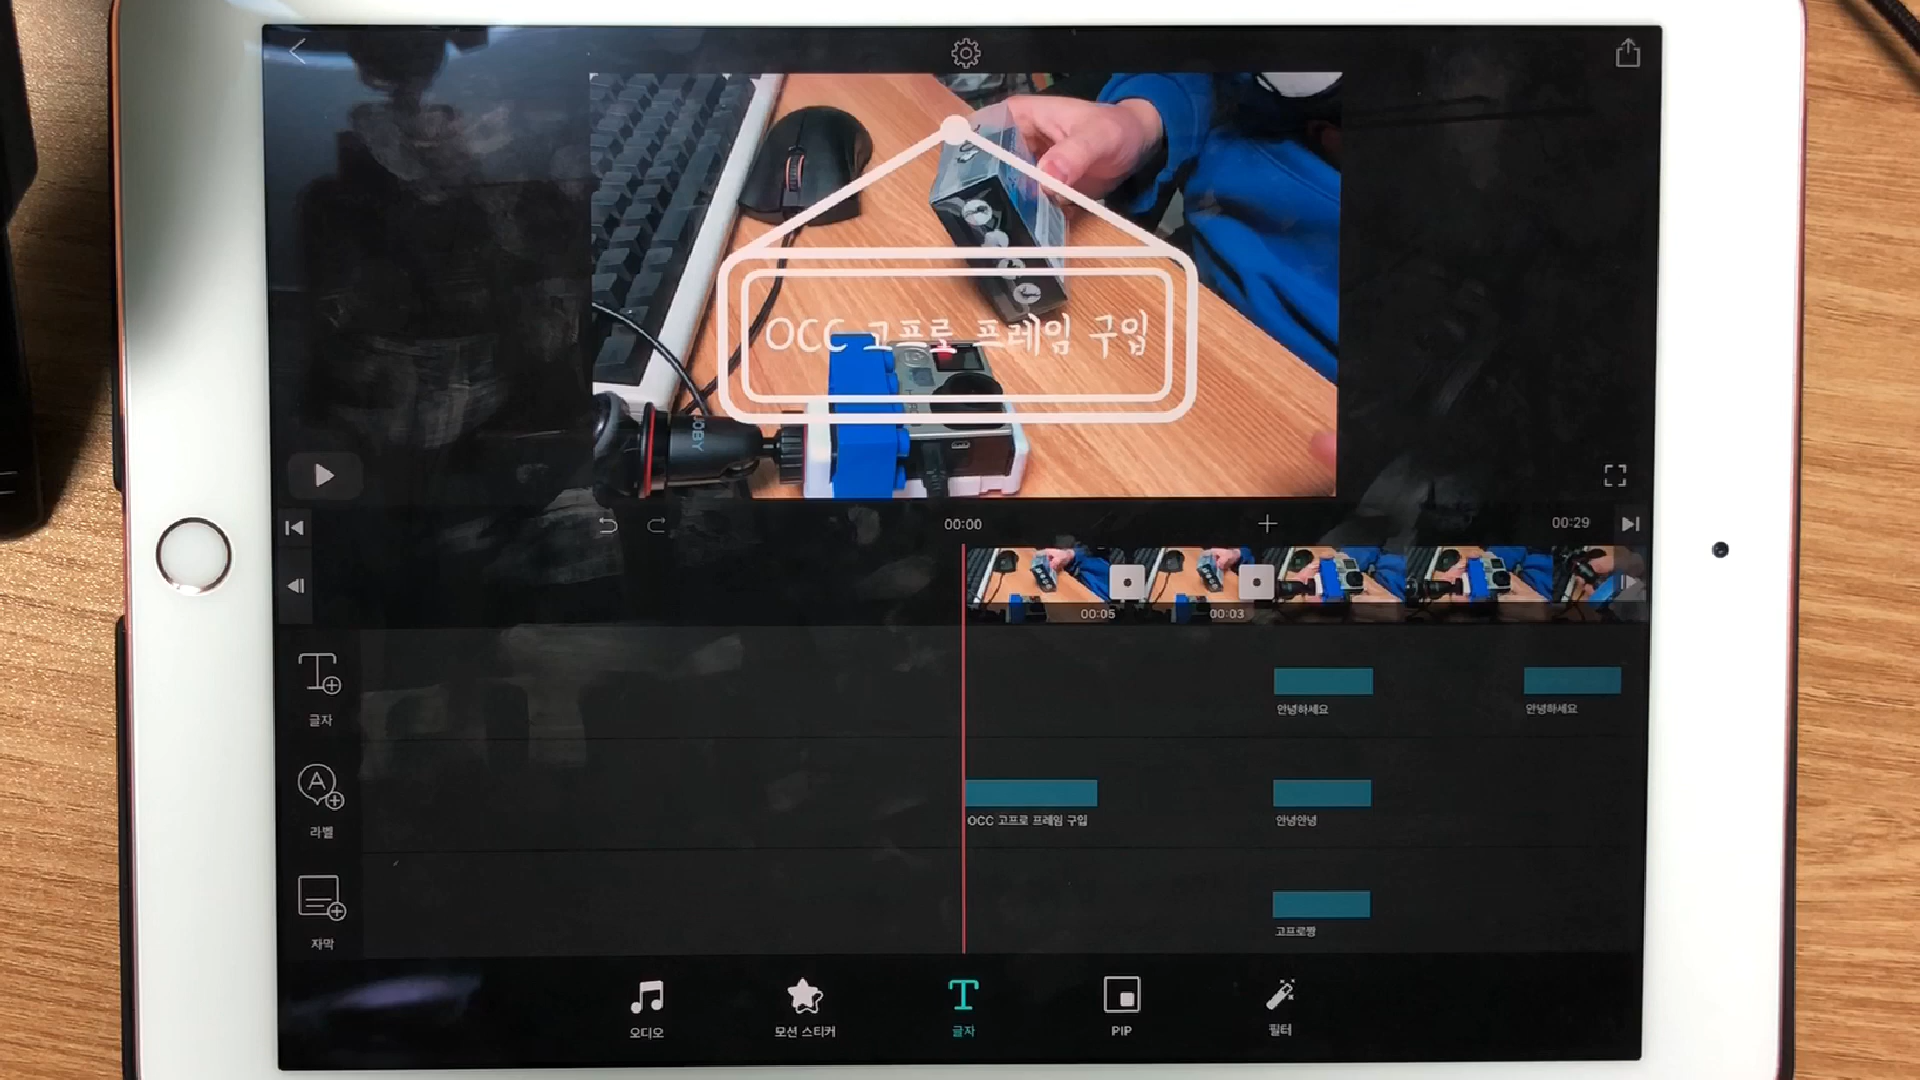 OCC 고프로 프레임 구입
JOBY
00:00
00:29
00:05
00:03
글자
안녕하세요
안녕하세요
라벨
OCC 고프로 프레임 구입
안녕안녕
자막
고프로짱
오디오
모션 스티커
글자
PIP
필터